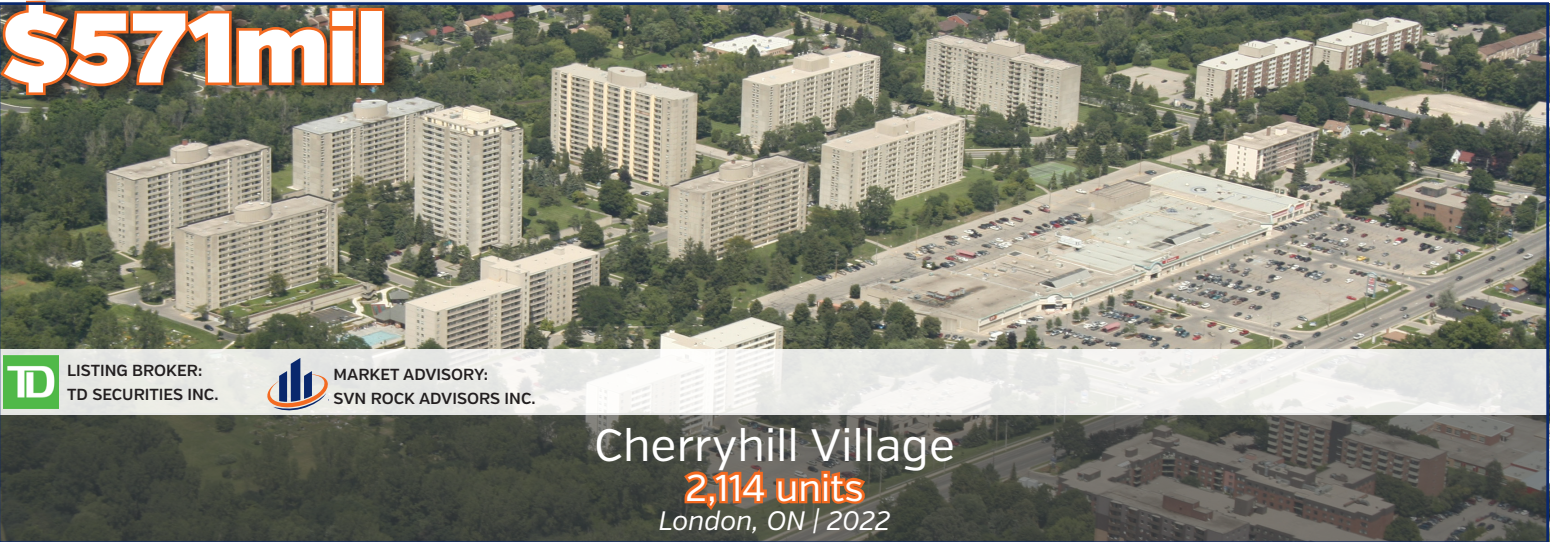 $571mil
TD
LISTING BROKER:
TD SECURITIES INC.
MARKET ADVISORY:
SVN ROCK ADVISORS INC.
Cherryhill Village
2,114 units
London, ON | 2022